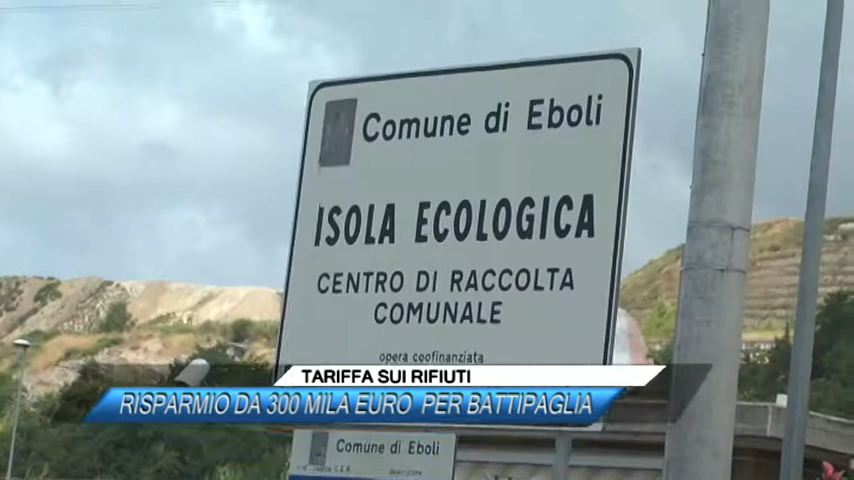 Comune di Eboli
ISOLA ECOLOGICA
CENTRO DI RACCOLTA
COMUNALE
opera coofinanziata
TARIFFA SUI RIFIUTI
RISPARMIO DA 300 MILA EURO PER BATTIPAGLIA
Comune di Eboli